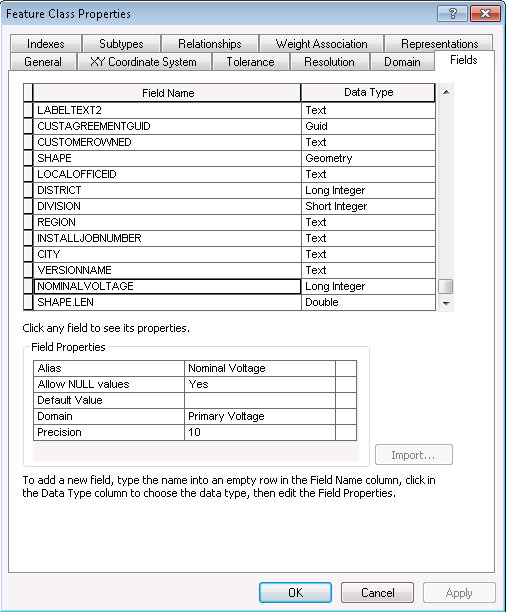 Feature Class Properties
Indexes Subtypes Relationships Weight Association Representations
General XY Coordinate System Tolerance Resolution Domain Fields
Field Name Data Type
LABELTEXT2 Text
CUSTAGREEMENTGUID Guid
CUSTOMEROWNED Text
SHAPE Geometry
LOCALOFFICEID Text
DISTRICT Long Integer
DIVISION Short Integer
REGION Text
INSTALLJOBNUMBER Text
CITY Text
VERSIONNAME Text
NOMINALVOLTAGE Long Integer
SHAPE.LEN Double
Click any field to see its properties.
Field Properties
Alias Nominal Voltage
Allow NULL values Yes
Default Value
Domain Primary Voltage
Precision 10
Import...
To add a new field, type the name into an empty row in the Field Name column, click in
the Data Type column to choose the data type, then edit the Field Properties.
OK Cancel Apply